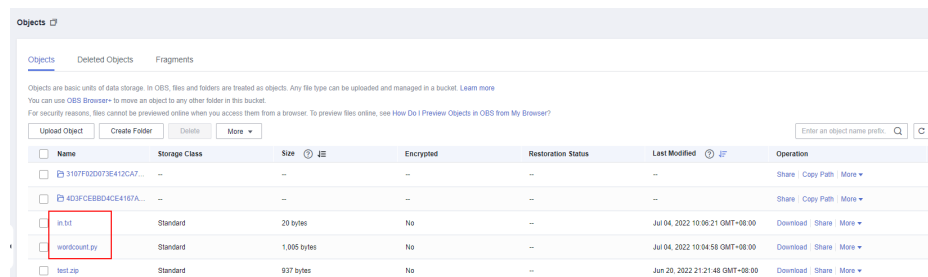 Objects
Objects Deleted Objects Fragments
Objects are basic units of data storage. In OBS, files and folders are treated as objects. Any file type can be uploaded and managed in a bucket. Learn more
You can use OBS Browser+ to move an object to any other folder in this bucket.
For security reasons, files cannot be previewed online when you access them from a browser. To preview files online, see How Do I Preview Objects in OBS from My Browser?
Upload Object Create Folder Delete More Enter an object name prefix.
Name Storage Class Size Encrypted Restoration Status Last Modified Operation
3107F02D073E412CA7... -- -- -- -- -- Share Copy Path More
4D3FCEBBD4CE4167A... -- -- -- -- -- Share Copy Path More
in.txt Standard 20 bytes No -- Jul 04, 2022 10:06:21 GMT+08:00 Download Share More
wordcount.py Standard 1,005 bytes No -- Jul 04, 2022 10:04:58 GMT+08:00 Download Share More
test.zip Standard 937 bytes No -- Jun 20, 2022 21:21:48 GMT+08:00 Download Share More